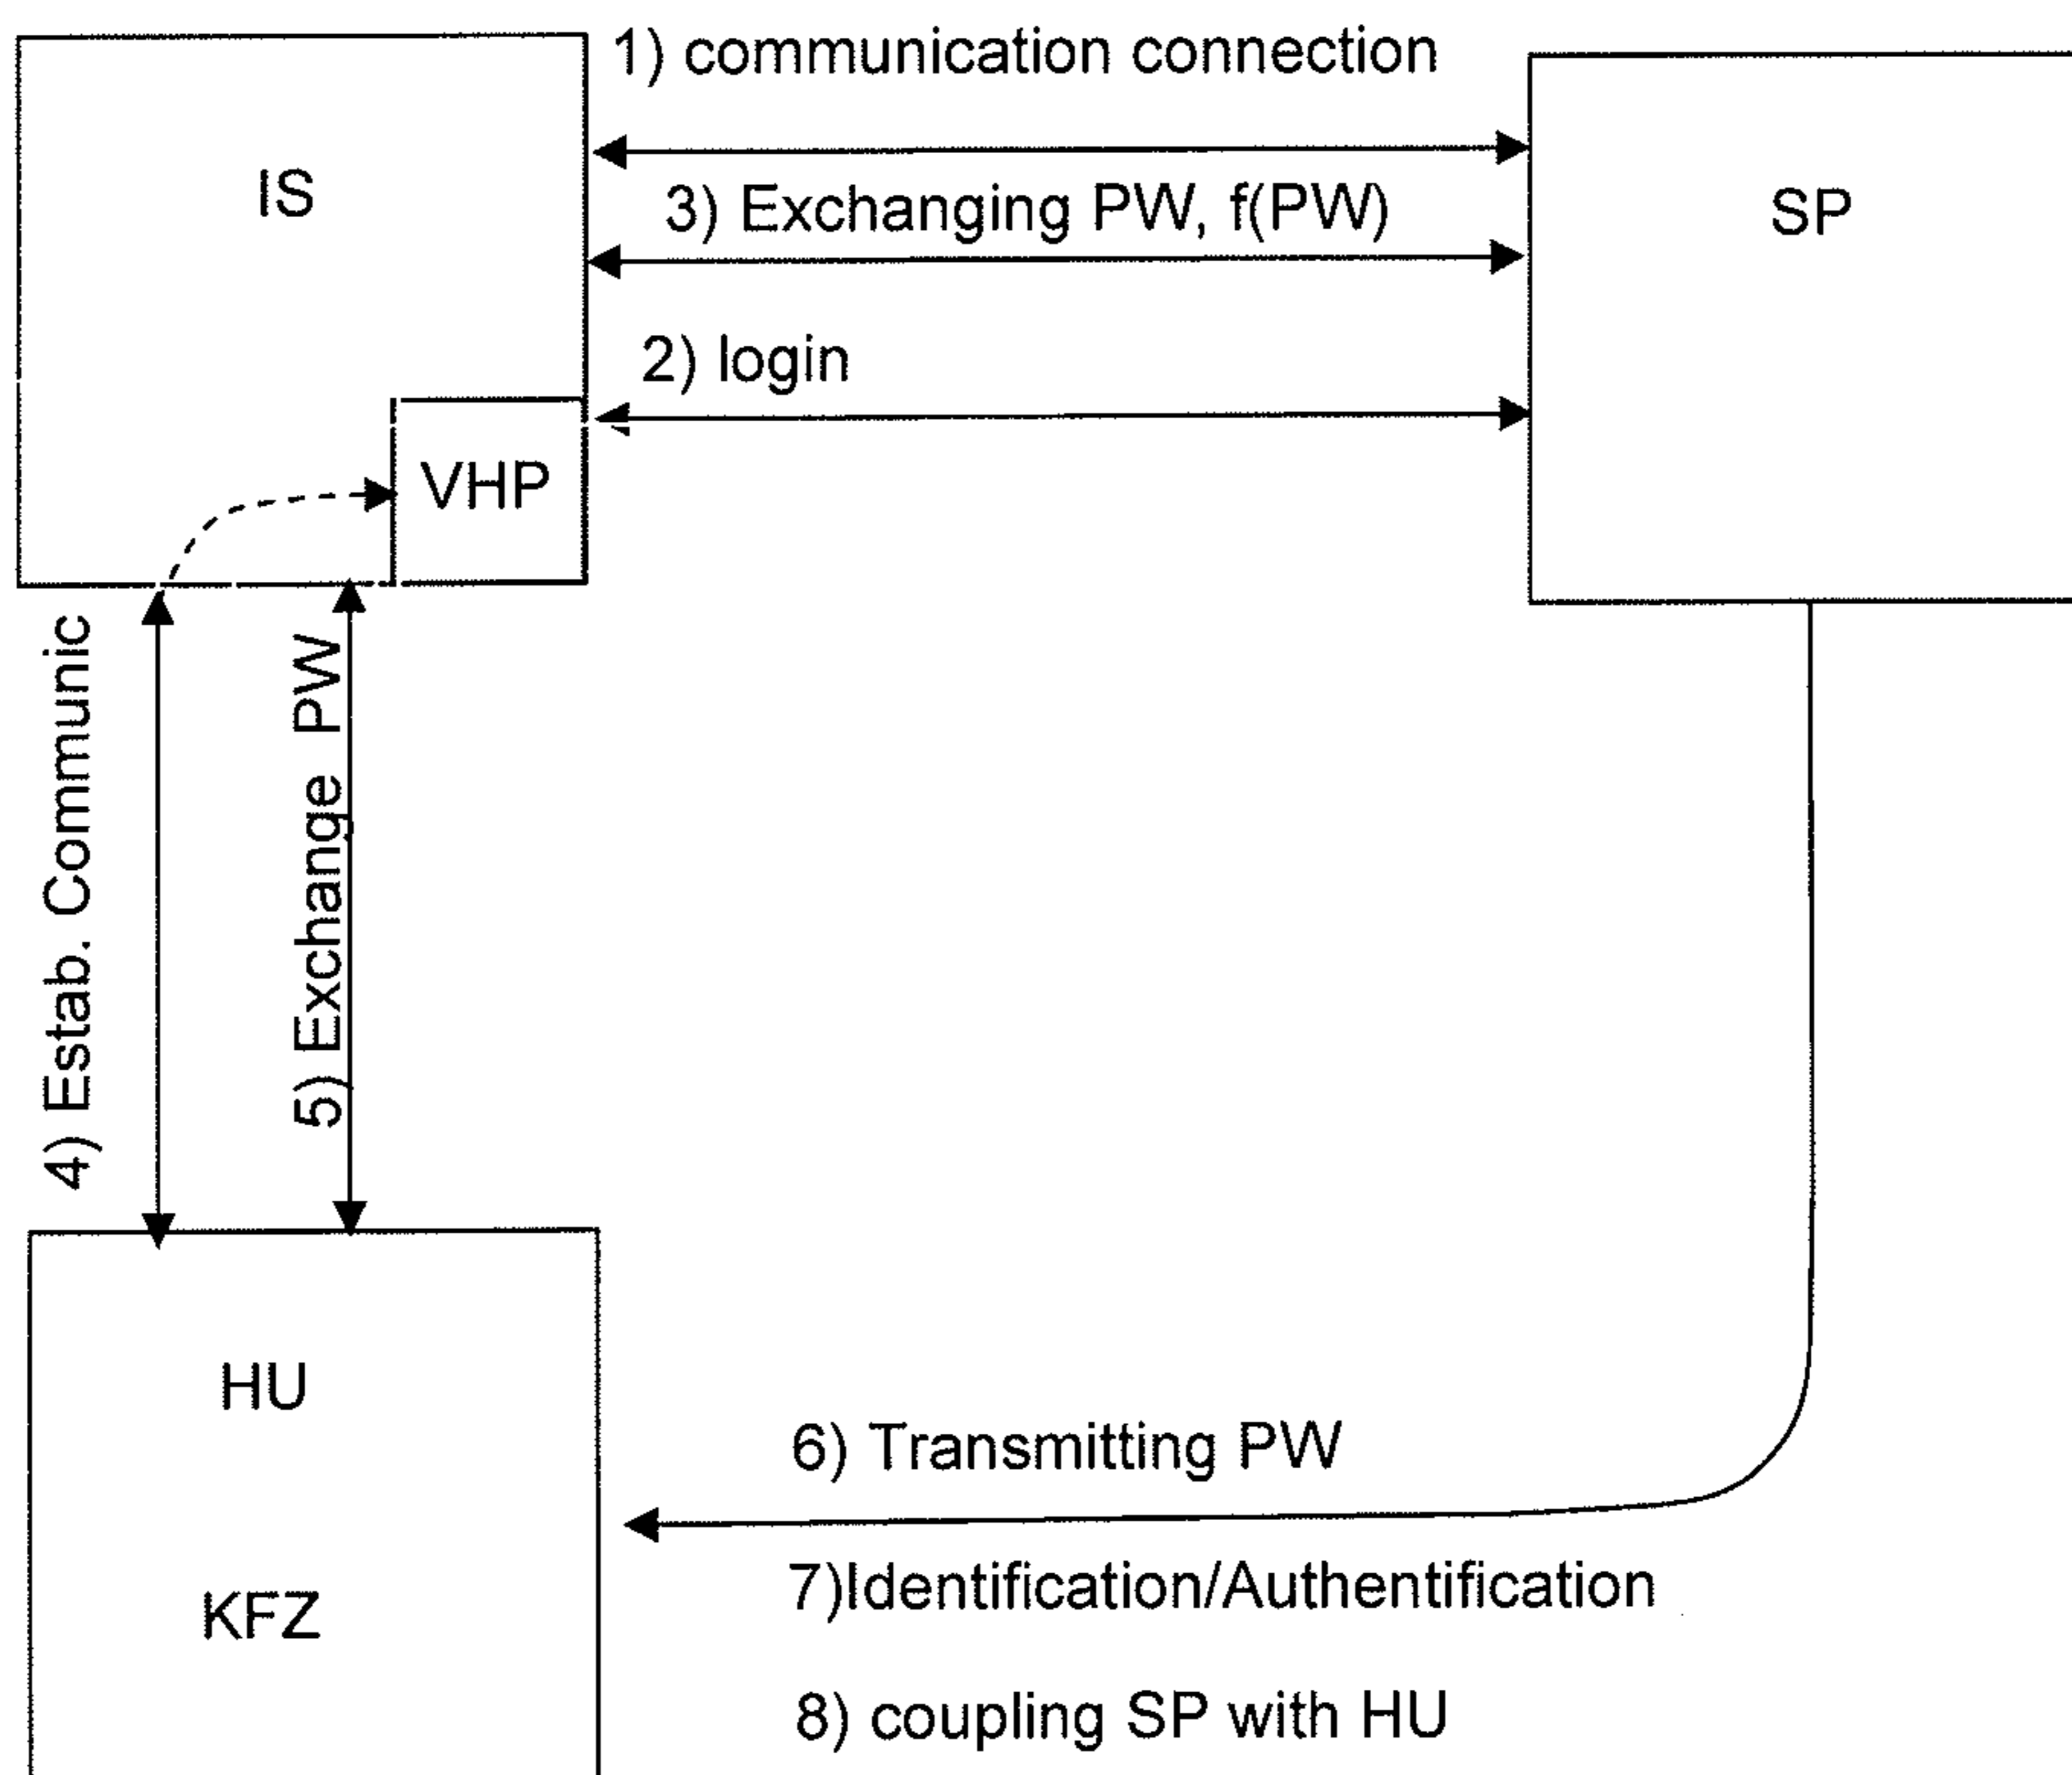 1) communication connection
IS
SP
3) Exchanging PW, f(PW)
2) login
VHP
4) Estab. Communic
5) Exchange PW
HU
KFZ
6) Transmitting PW
7)Identification/Authentification
8) coupling SP with HU